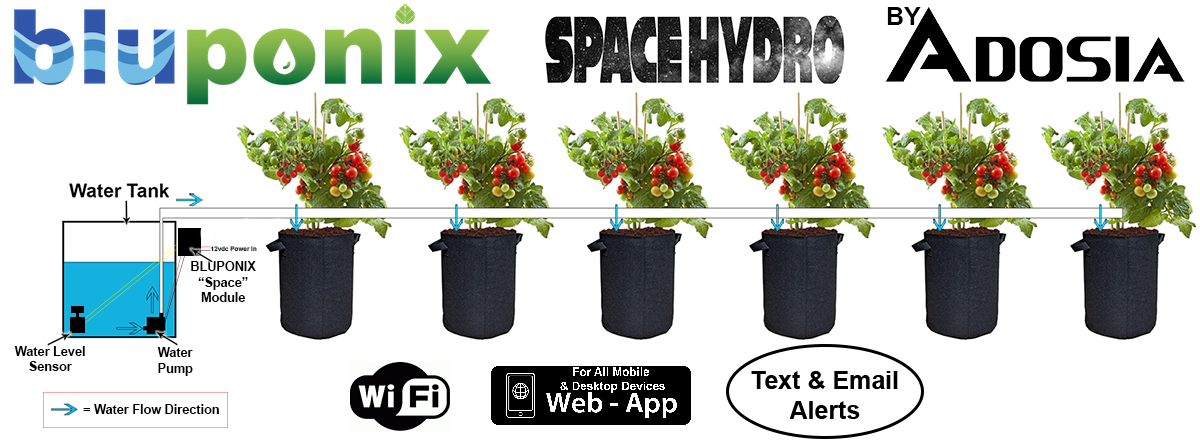 bluponix
SPACEHYDRO
BY
ADOSIA
Water Tank
12vdc Power In
BLUPONIX
“Space”
Module
Water Level
Sensor
Water
Pump
= Water Flow Direction
WiFi
For All Mobile
& Desktop Devices
Web - App
Text & Email
Alerts